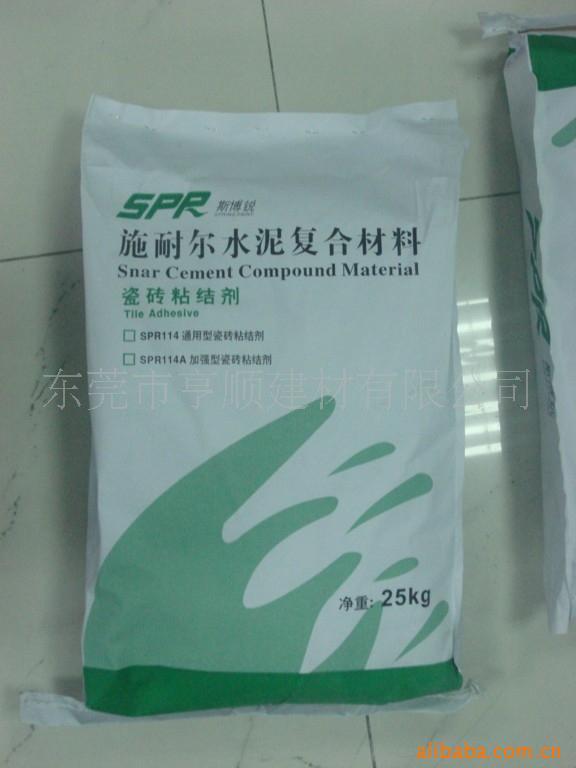 SPR 斯博锐
SPRING PAINT
施耐尔水泥复合材料
Snar Cement Compound Material
瓷砖粘结剂
Tile Adhesive
SPR114 通用型瓷砖粘结剂
SPR114A 加强型瓷砖粘结剂
东莞市亨顺建材有限公司
净重: 25kg
SPR
alibaba.com.cn